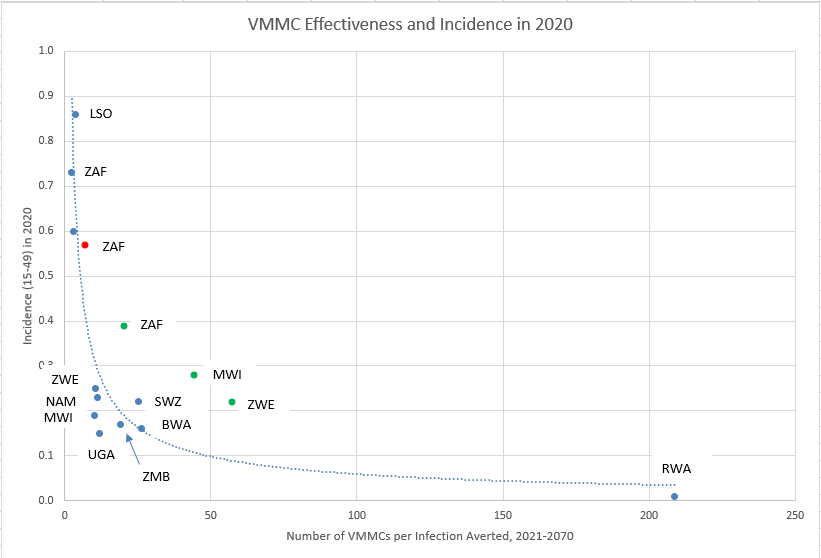 VMMC Effectiveness and Incidence in 2020
1.0
0.9
LSO
0.8
ZAF
0.7
0.6
ZAF
0.5
0.4
ZAF
0.3
MWI
ZWE
NAM
SWZ
ZWE
MWI
BWA
0.1
UGA
ZMB
RWA
0.0
0
50
100
150
200
250
Incidence (15-49) in 2020
Number of VMMCs per Infection Averted, 2021-2070